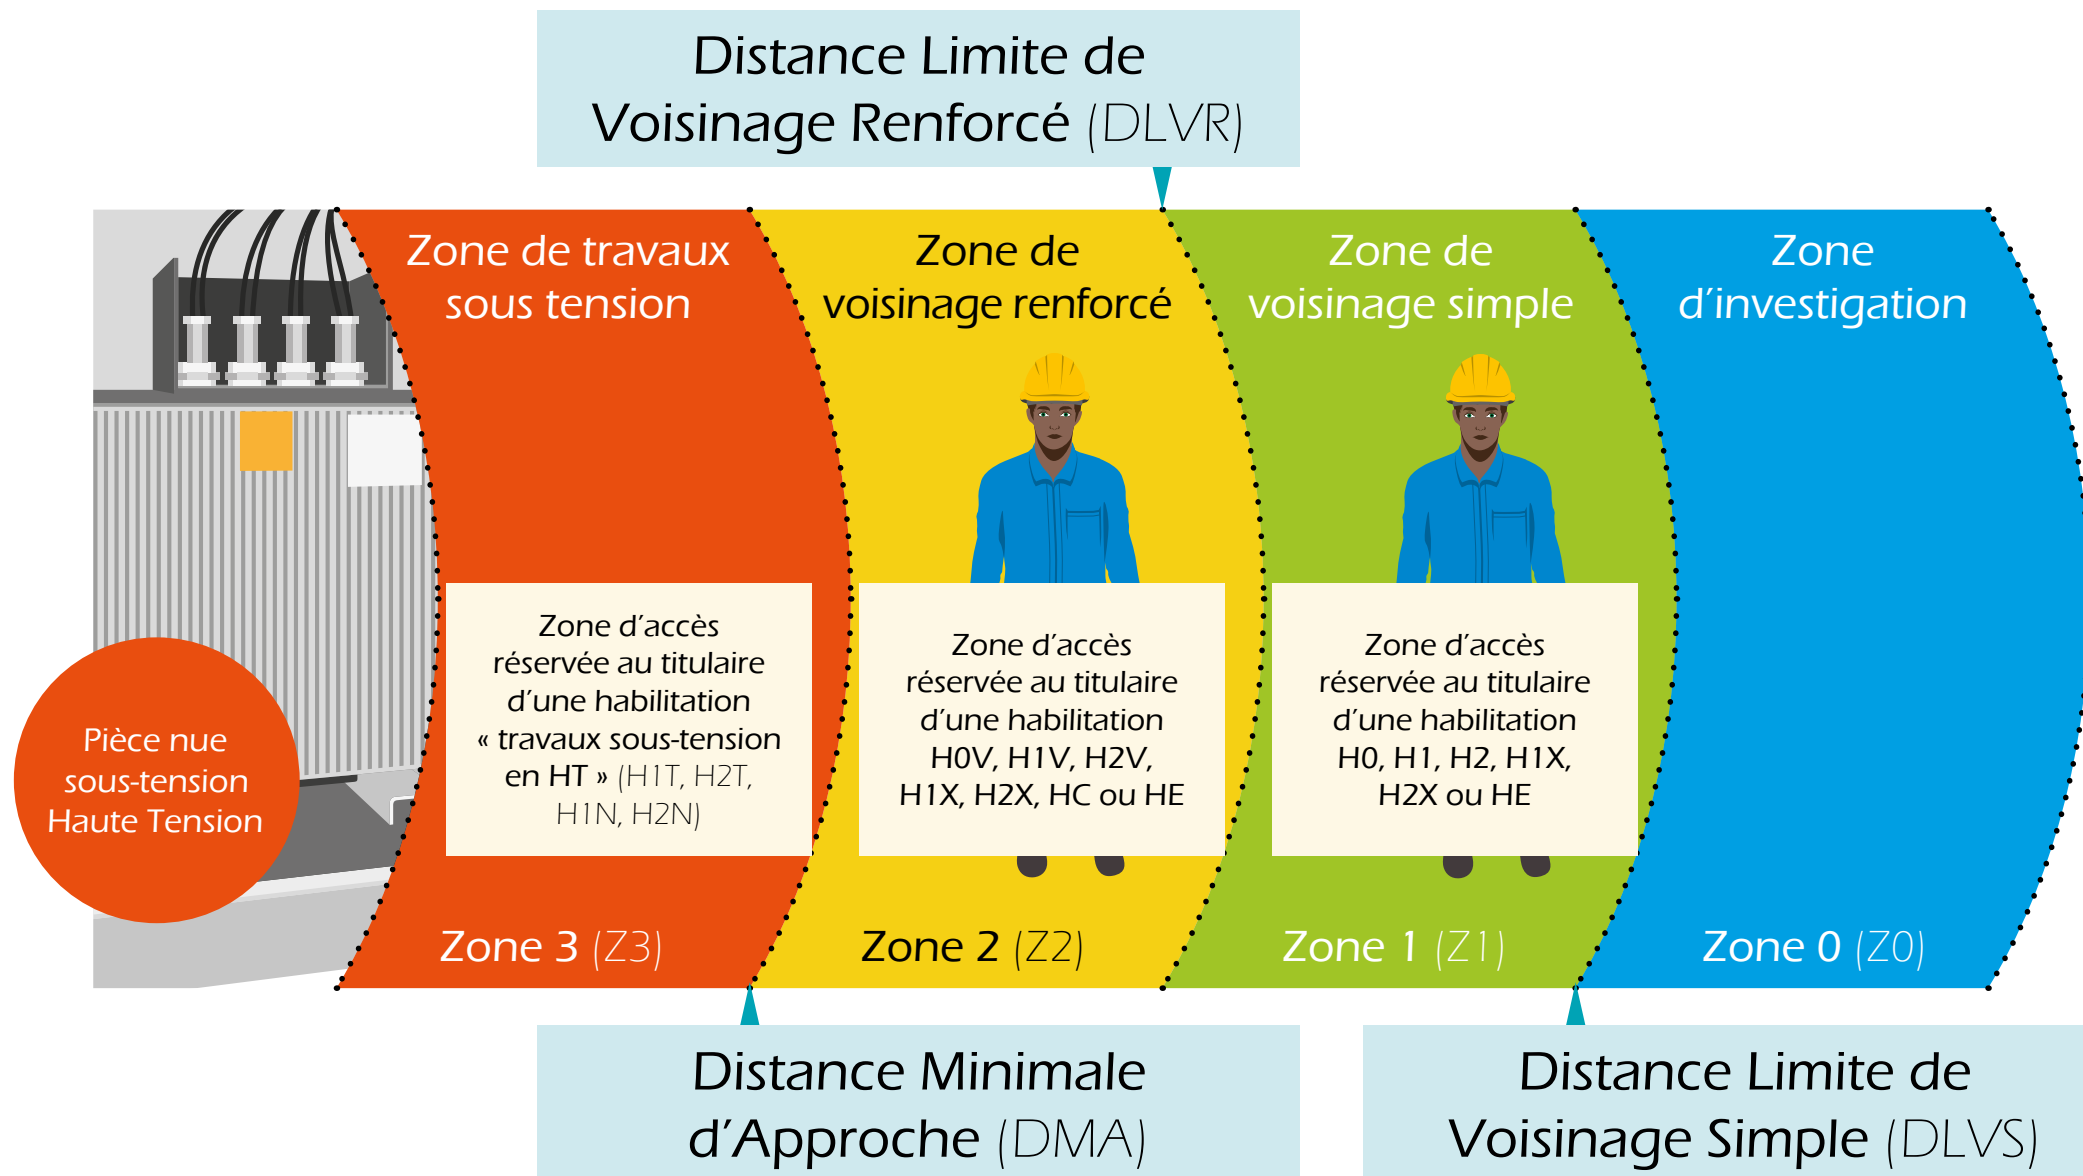 Distance Limite de
Voisinage Renforcé (DLVR)
Zone de travaux
sous tension
Zone de
voisinage renforcé
Zone de
voisinage simple
Zone
d’investigation
Pièce nue
sous-tension
Haute Tension
Zone d’accès
réservée au titulaire
d’une habilitation
« travaux sous-tension
en HT » (H1T, H2T,
H1N, H2N)
Zone d’accès
réservée au titulaire
d’une habilitation
H0V, H1V, H2V,
H1X, H2X, HC ou HE
Zone d’accès
réservée au titulaire
d’une habilitation
H0, H1, H2, H1X,
H2X ou HE
Zone 3 (Z3)
Zone 2 (Z2)
Zone 1 (Z1)
Zone 0 (Z0)
Distance Minimale
d’Approche (DMA)
Distance Limite de
Voisinage Simple (DLVS)